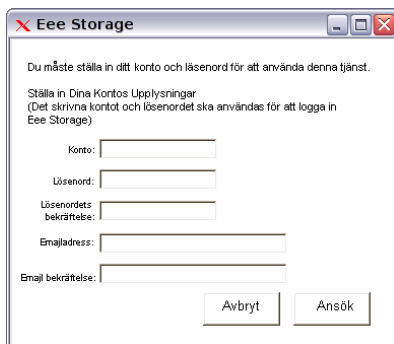 Eee Storage
Du måste ställa in ditt konto och läsenord för att använda denna tjänst.
Ställa in Dina Kontos Upplysningar
(Det skrivna kontot och lösenordet ska användas för att logga in
Eee Storage)
Konto:
Lösenord:
Lösenordets
bekräftelse:
Emajladress:
Emajl bekräftelse:
Avbryt
Ansök